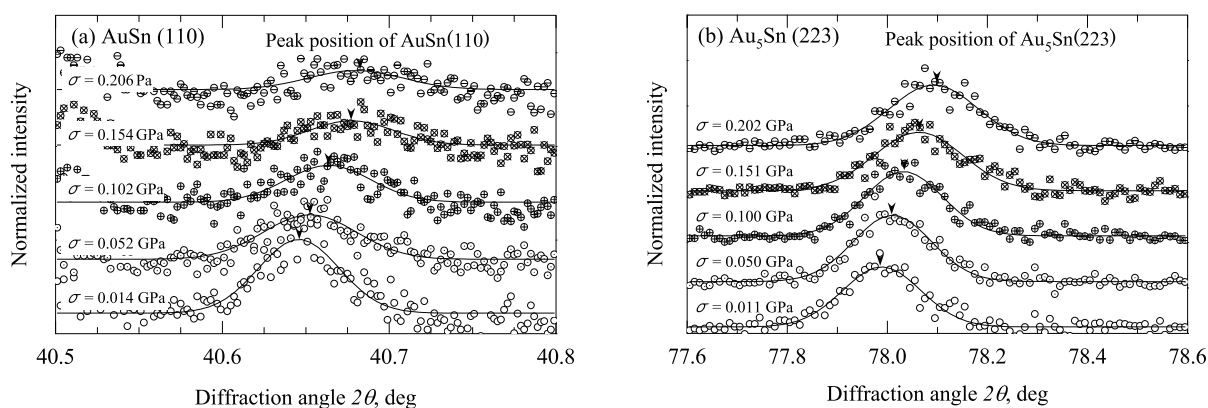 (a) AuSn (110)
Peak position of AuSn(110)
σ = 0.206 Pa
σ = 0.154 GPa
σ = 0.102 GPa
σ = 0.052 GPa
σ = 0.014 GPa
Normalized intensity
40.5 40.6 40.7 40.8
Diffraction angle 2θ, deg
(b) Au₅Sn (223)
Peak position of Au₅Sn(223)
σ = 0.202 GPa
σ = 0.151 GPa
σ = 0.100 GPa
σ = 0.050 GPa
σ = 0.011 GPa
Normalized intensity
77.6 77.8 78.0 78.2 78.4 78.6
Diffraction angle 2θ, deg